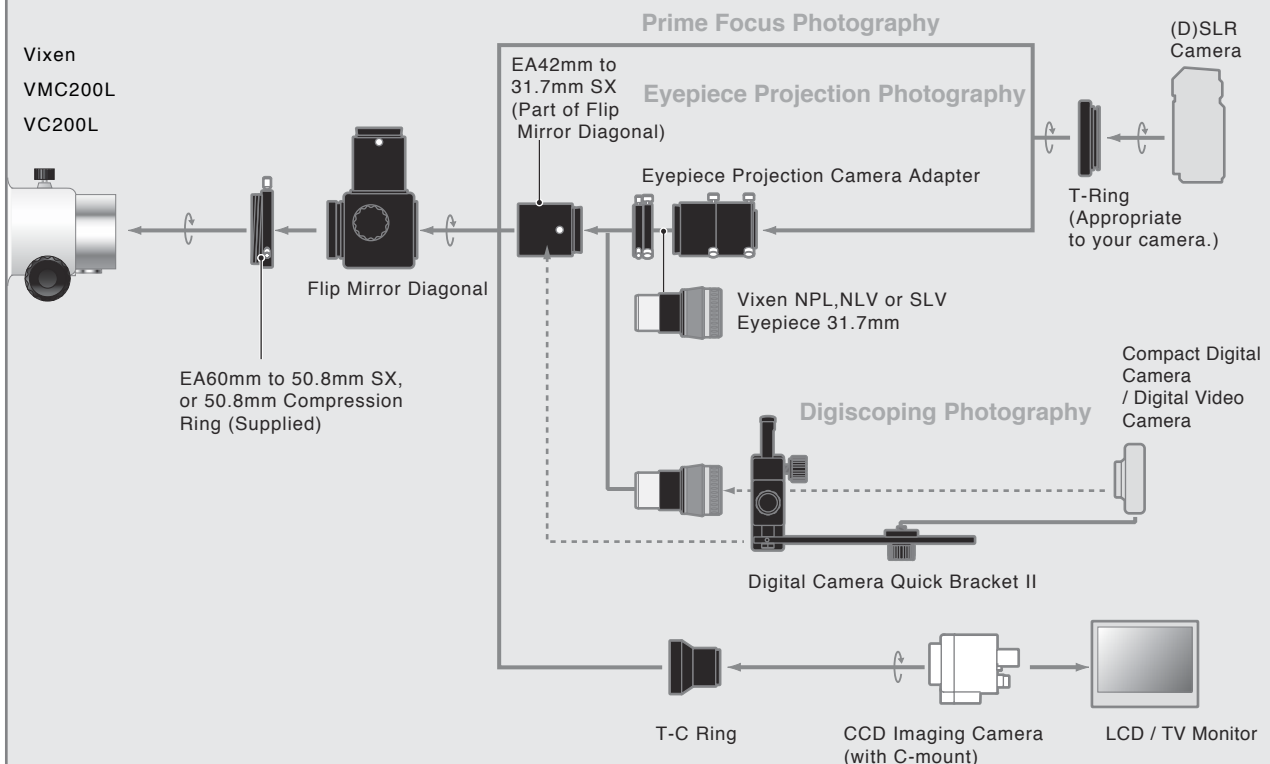 Prime Focus Photography
(D)SLR
Camera
Vixen
VMC200L
VC200L
EA42mm to
31.7mm SX
(Part of Flip
Mirror Diagonal)
Eyepiece Projection Photography
Eyepiece Projection Camera Adapter
T-Ring
(Appropriate
to your camera.)
Flip Mirror Diagonal
Vixen NPL,NLV or SLV
Eyepiece 31.7mm
EA60mm to 50.8mm SX,
or 50.8mm Compression
Ring (Supplied)
Compact Digital
Camera
/ Digital Video
Camera
Digiscoping Photography
Digital Camera Quick Bracket II
T-C Ring
CCD Imaging Camera
(with C-mount)
LCD / TV Monitor